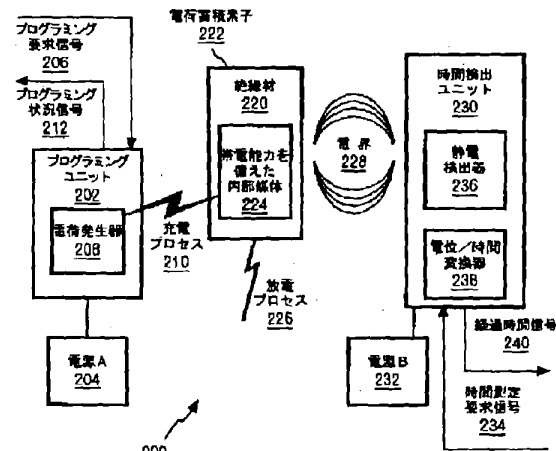 プログラミング
要求信号
206
プログラミング
状況信号
212
プログラミング
ユニット
202
電荷発生器
208
電源A
204
充電
プロセス
210
電荷蓄積素子
222
絶縁材
220
帯電能力を
備えた
内部媒体
224
放電
プロセス
226
電界
228
時間検出
ユニット
230
静電
検出器
236
電位/時間
変換器
238
電源B
232
経過時間信号
240
時間測定
要求信号
234